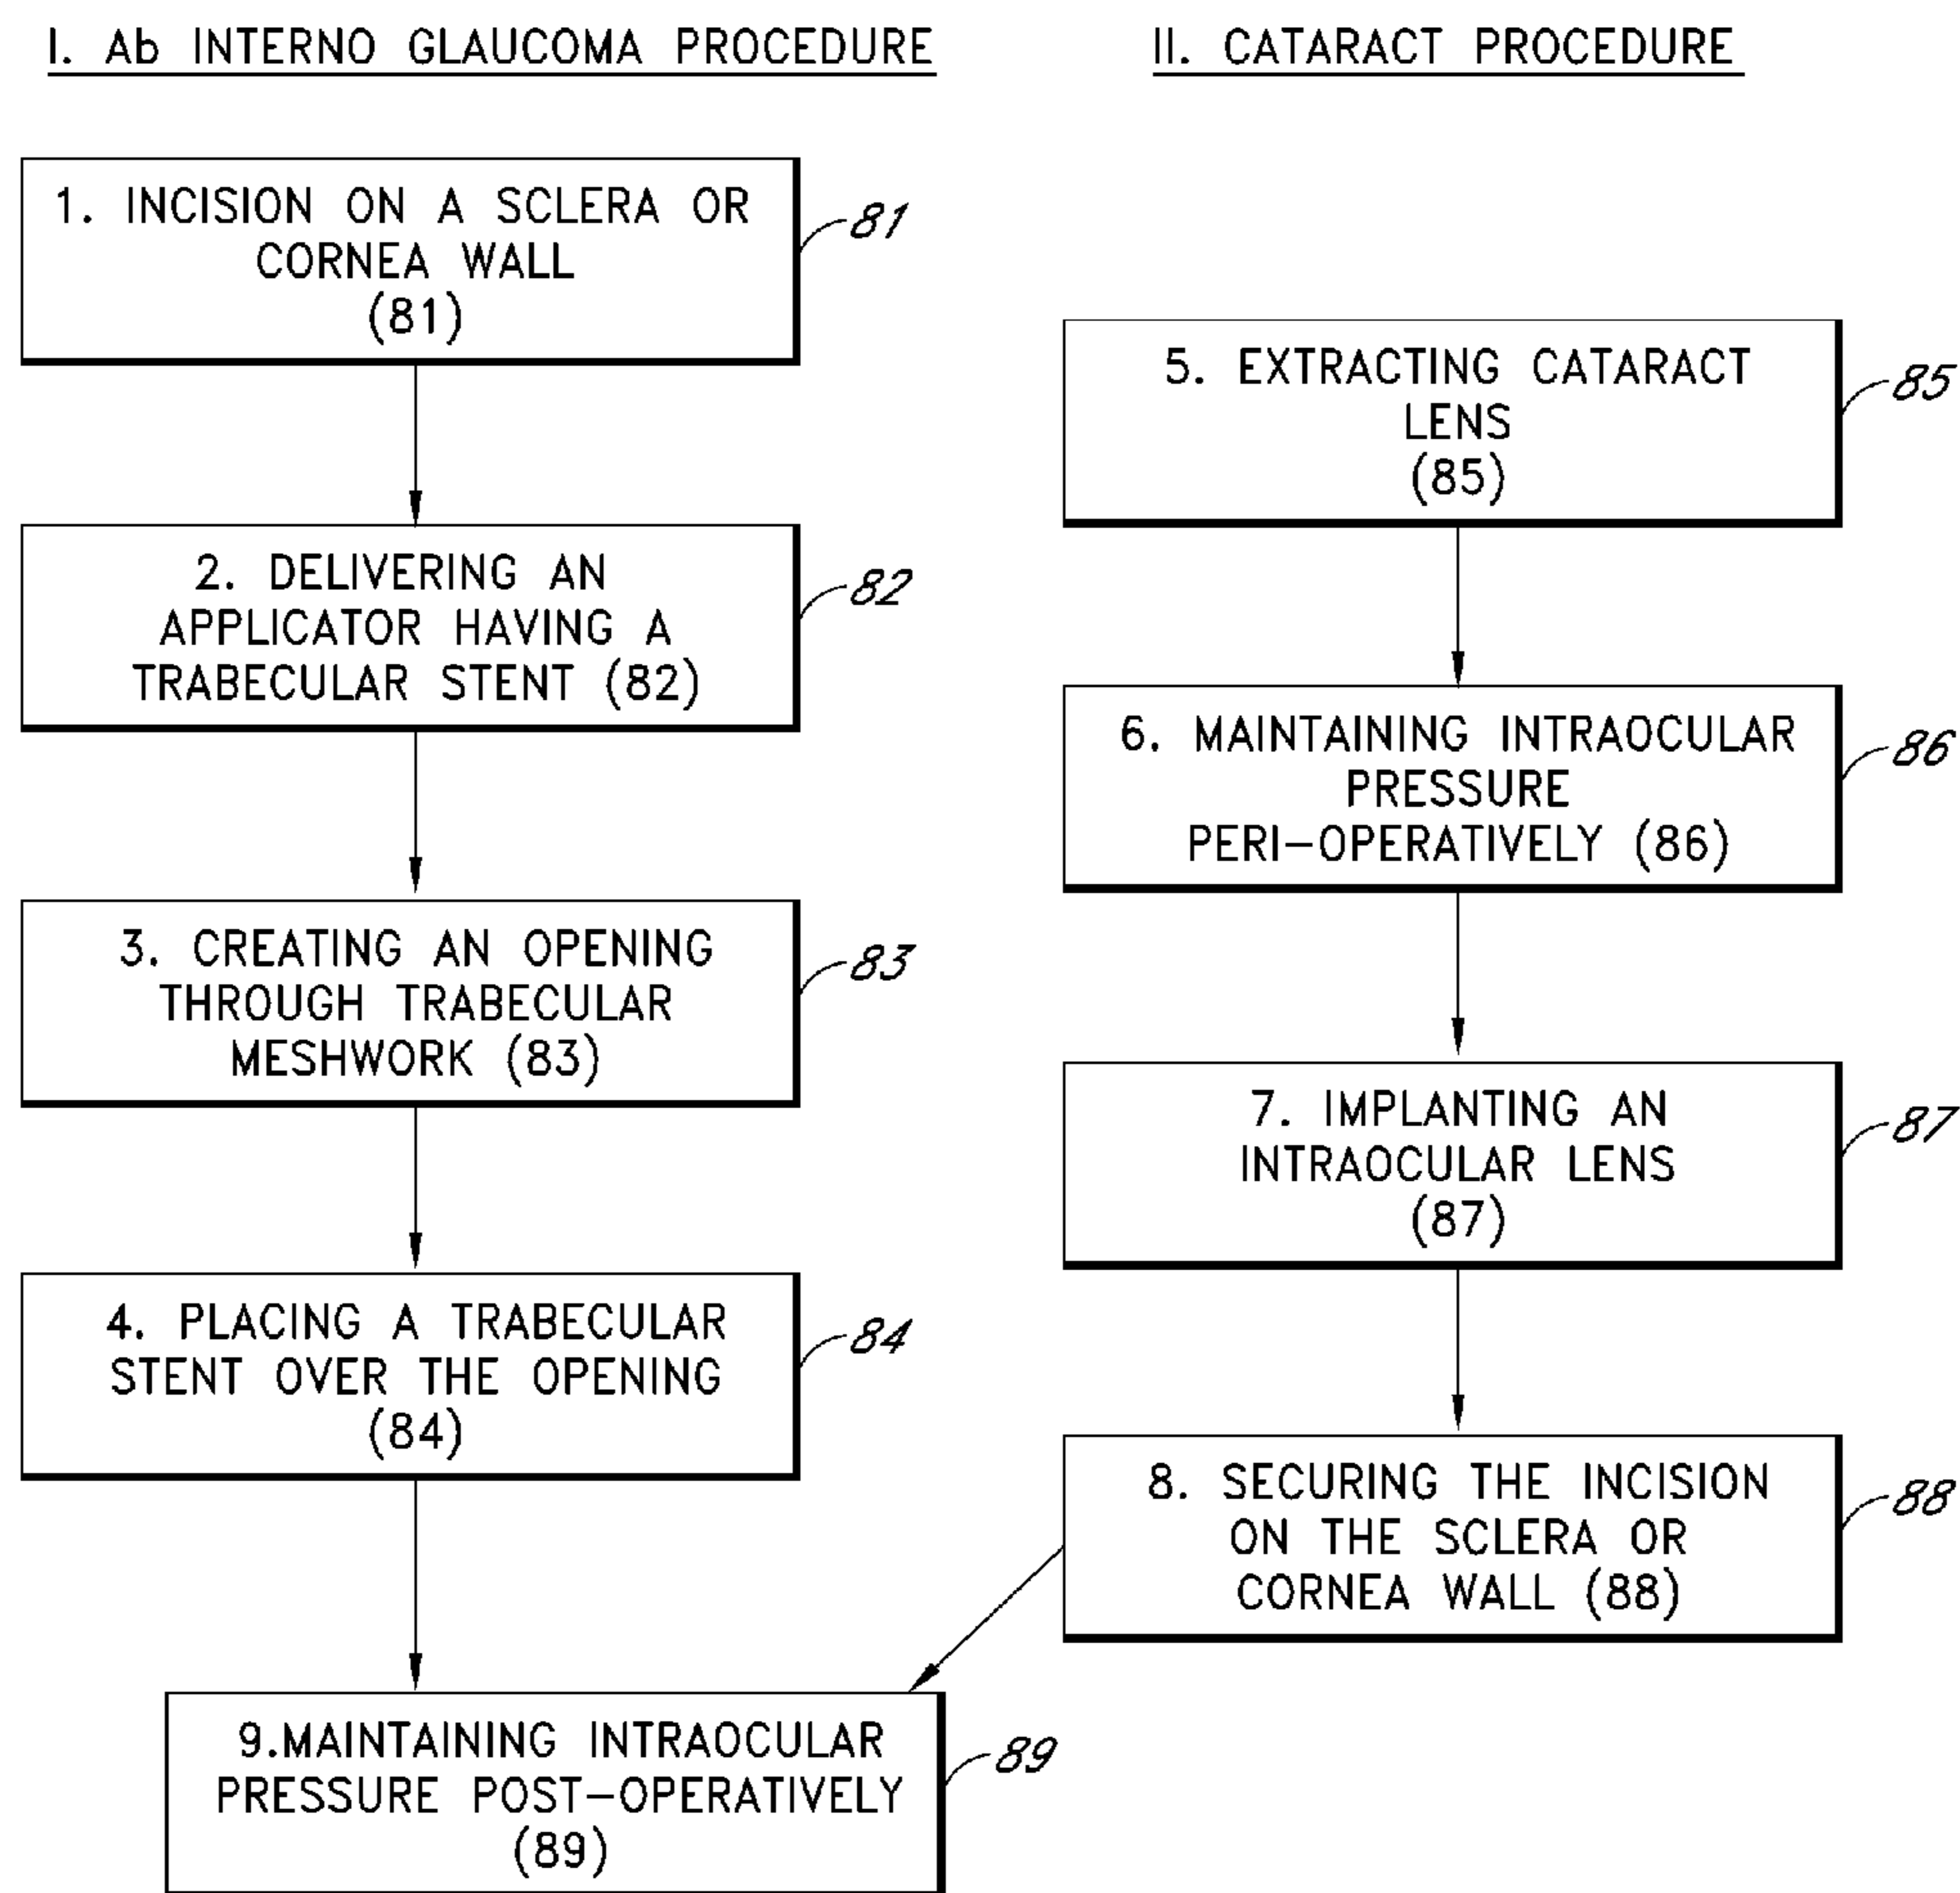 I. Ab INTERNO GLAUCOMA PROCEDURE
1. INCISION ON A SCLERA OR
CORNEA WALL
(81)
81
2. DELIVERING AN
APPLICATOR HAVING A
TRABECULAR STENT (82)
82
3. CREATING AN OPENING
THROUGH TRABECULAR
MESHWORK (83)
83
4. PLACING A TRABECULAR
STENT OVER THE OPENING
(84)
84
II. CATARACT PROCEDURE
5. EXTRACTING CATARACT
LENS
(85)
85
6. MAINTAINING INTRAOCULAR
PRESSURE
PERI-OPERATIVELY (86)
86
7. IMPLANTING AN
INTRAOCULAR LENS
(87)
87
8. SECURING THE INCISION
ON THE SCLERA OR
CORNEA WALL (88)
88
9.MAINTAINING INTRAOCULAR
PRESSURE POST-OPERATIVELY
(89)
89